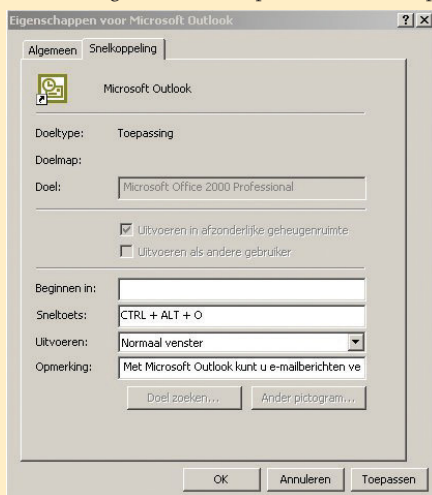 Eigenschappen voor Microsoft Outlook
Algemeen Snelkoppeling
Microsoft Outlook
Doeltype: Toepassing
Doelmap:
Doel: Microsoft Office 2000 Professional
Uitvoeren in afzonderlijke geheugenruimte
Uitvoeren als andere gebruiker
Beginnen in:
Sneltoets: CTRL + ALT + O
Uitvoeren: Normaal venster
Opmerking: Met Microsoft Outlook kunt u e-mailberichten ve
Doel zoeken... Ander pictogram...
OK Annuleren Toepassen